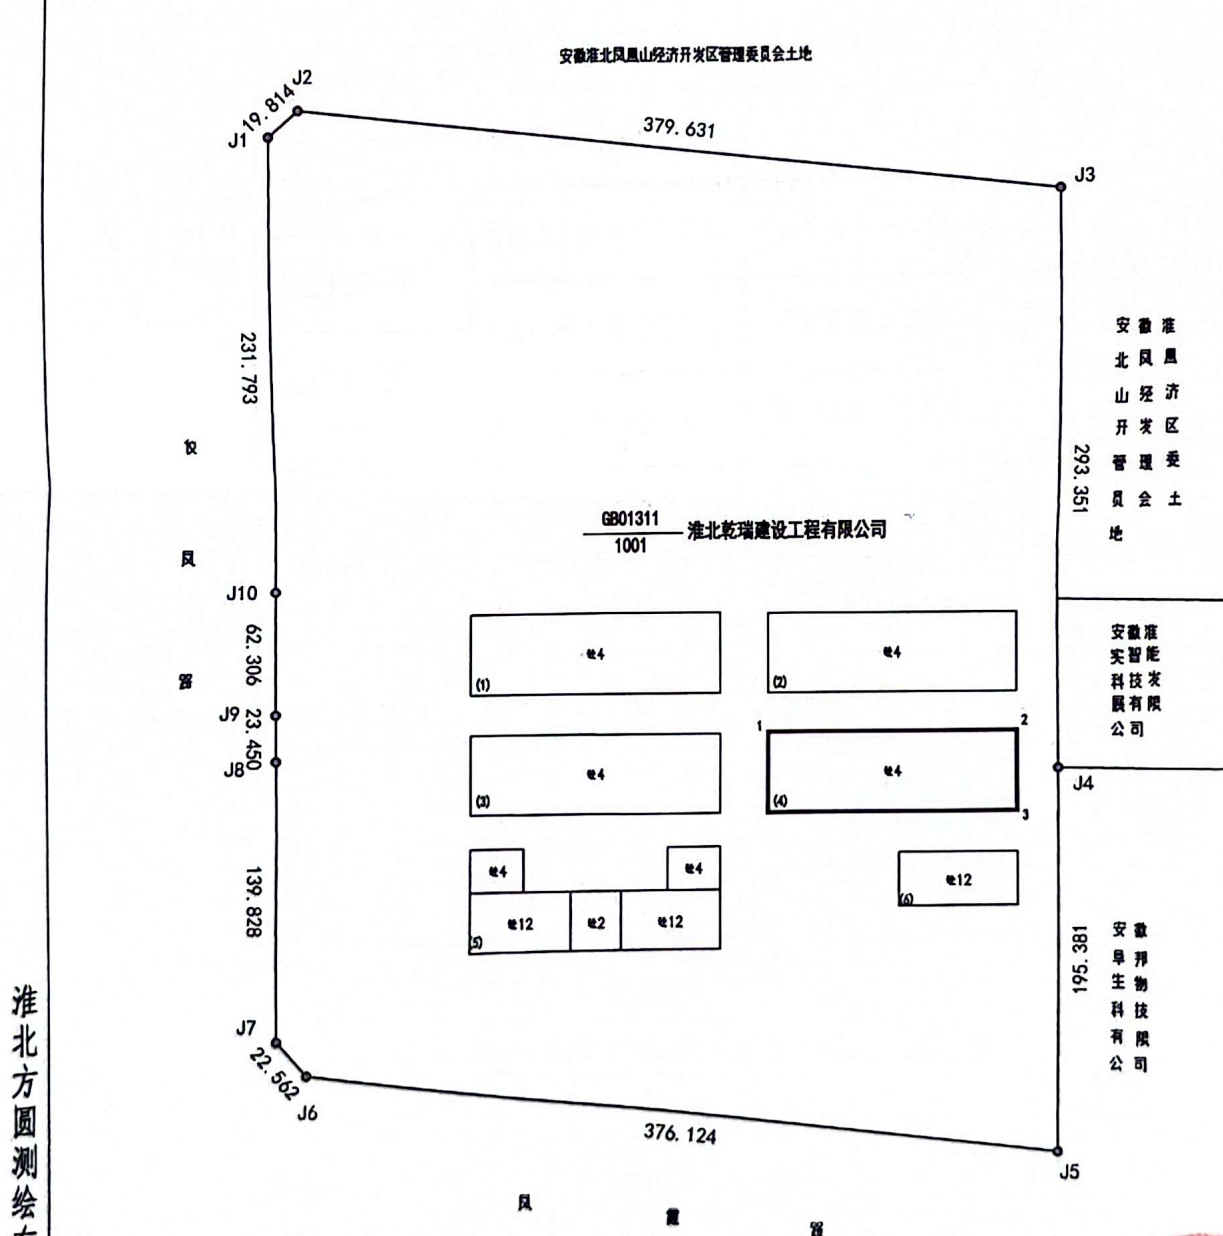 安徽淮北凤凰山经济开发区管理委员会土地
J2
19.814
J1
379.631
J3
231.793
安徽淮
北凤凰
山经济
开发区
管理委
员会土
地
293.351
凤
路
GB01311
1001
淮北乾瑞建设工程有限公司
J10
62.306
J9
23.450
J8
砼4
(1)
砼4
(2)
安徽淮
实智能
科技发
展有限
公司
1
2
砼4
(3)
砼4
(4)
3
J4
砼4
砼4
砼12
砼2
砼12
(5)
砼12
(6)
139.828
195.381
安徽
阜邦
生物
科技
有限
公司
J7
22.562
J6
376.124
J5
凤
霞
路
淮北方圆测绘